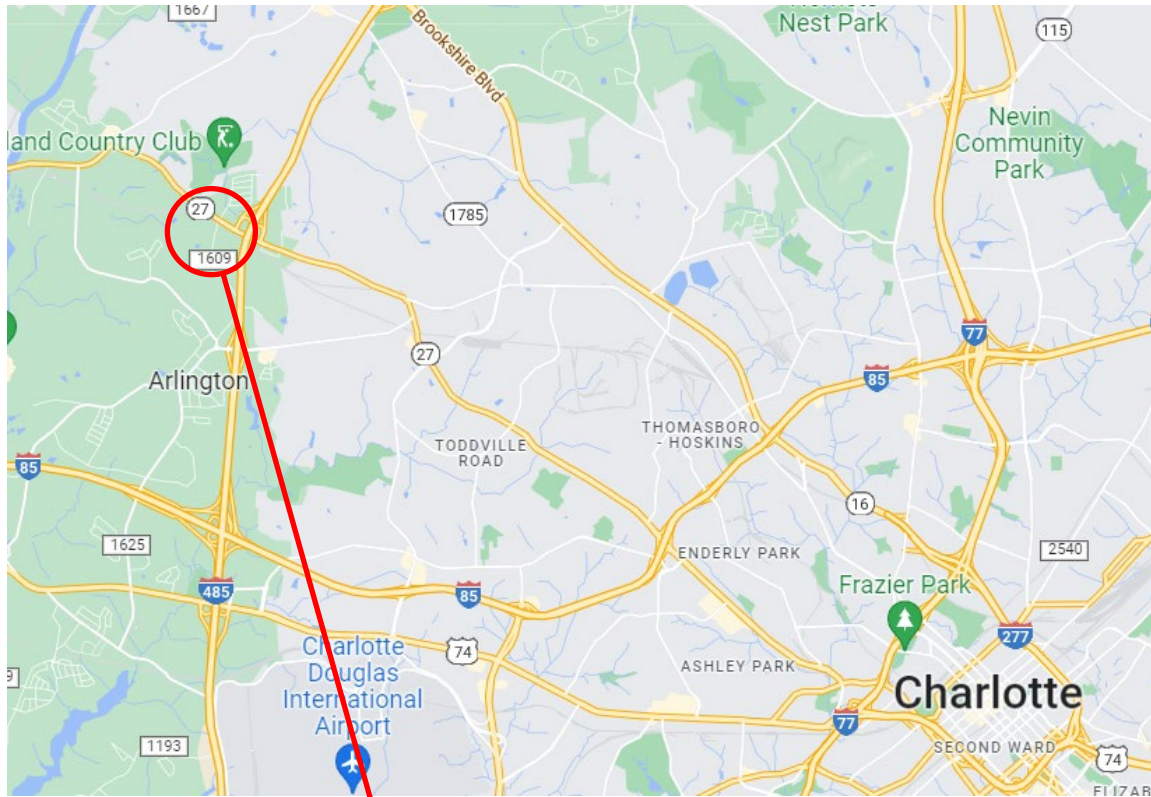 1667
Nest Park
115
Brookshire Blvd
Nevin
Community
Park
land Country Club
27
1785
1609
77
27
85
Arlington
THOMASBORO
- HOSKINS
TODDVILLE
ROAD
85
16
1625
ENDERLY PARK
2540
Frazier Park
485
85
277
Charlotte
Douglas
International
Airport
74
ASHLEY PARK
Charlotte
77
1193
SECOND WARD
74